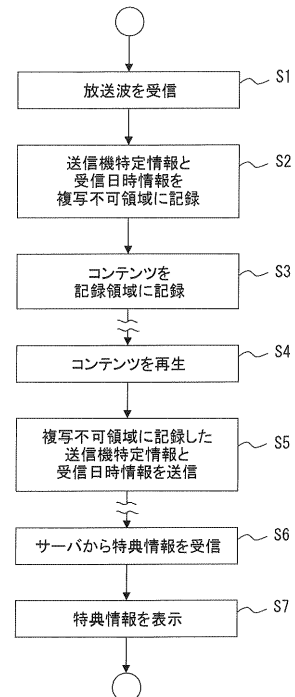 放送波を受信
S1
送信機特定情報と
受信日時情報を
複写不可領域に記録
S2
コンテンツを
記録領域に記録
S3
コンテンツを再生
S4
複写不可領域に記録した
送信機特定情報と
受信日時情報を送信
S5
サーバから特典情報を受信
S6
特典情報を表示
S7